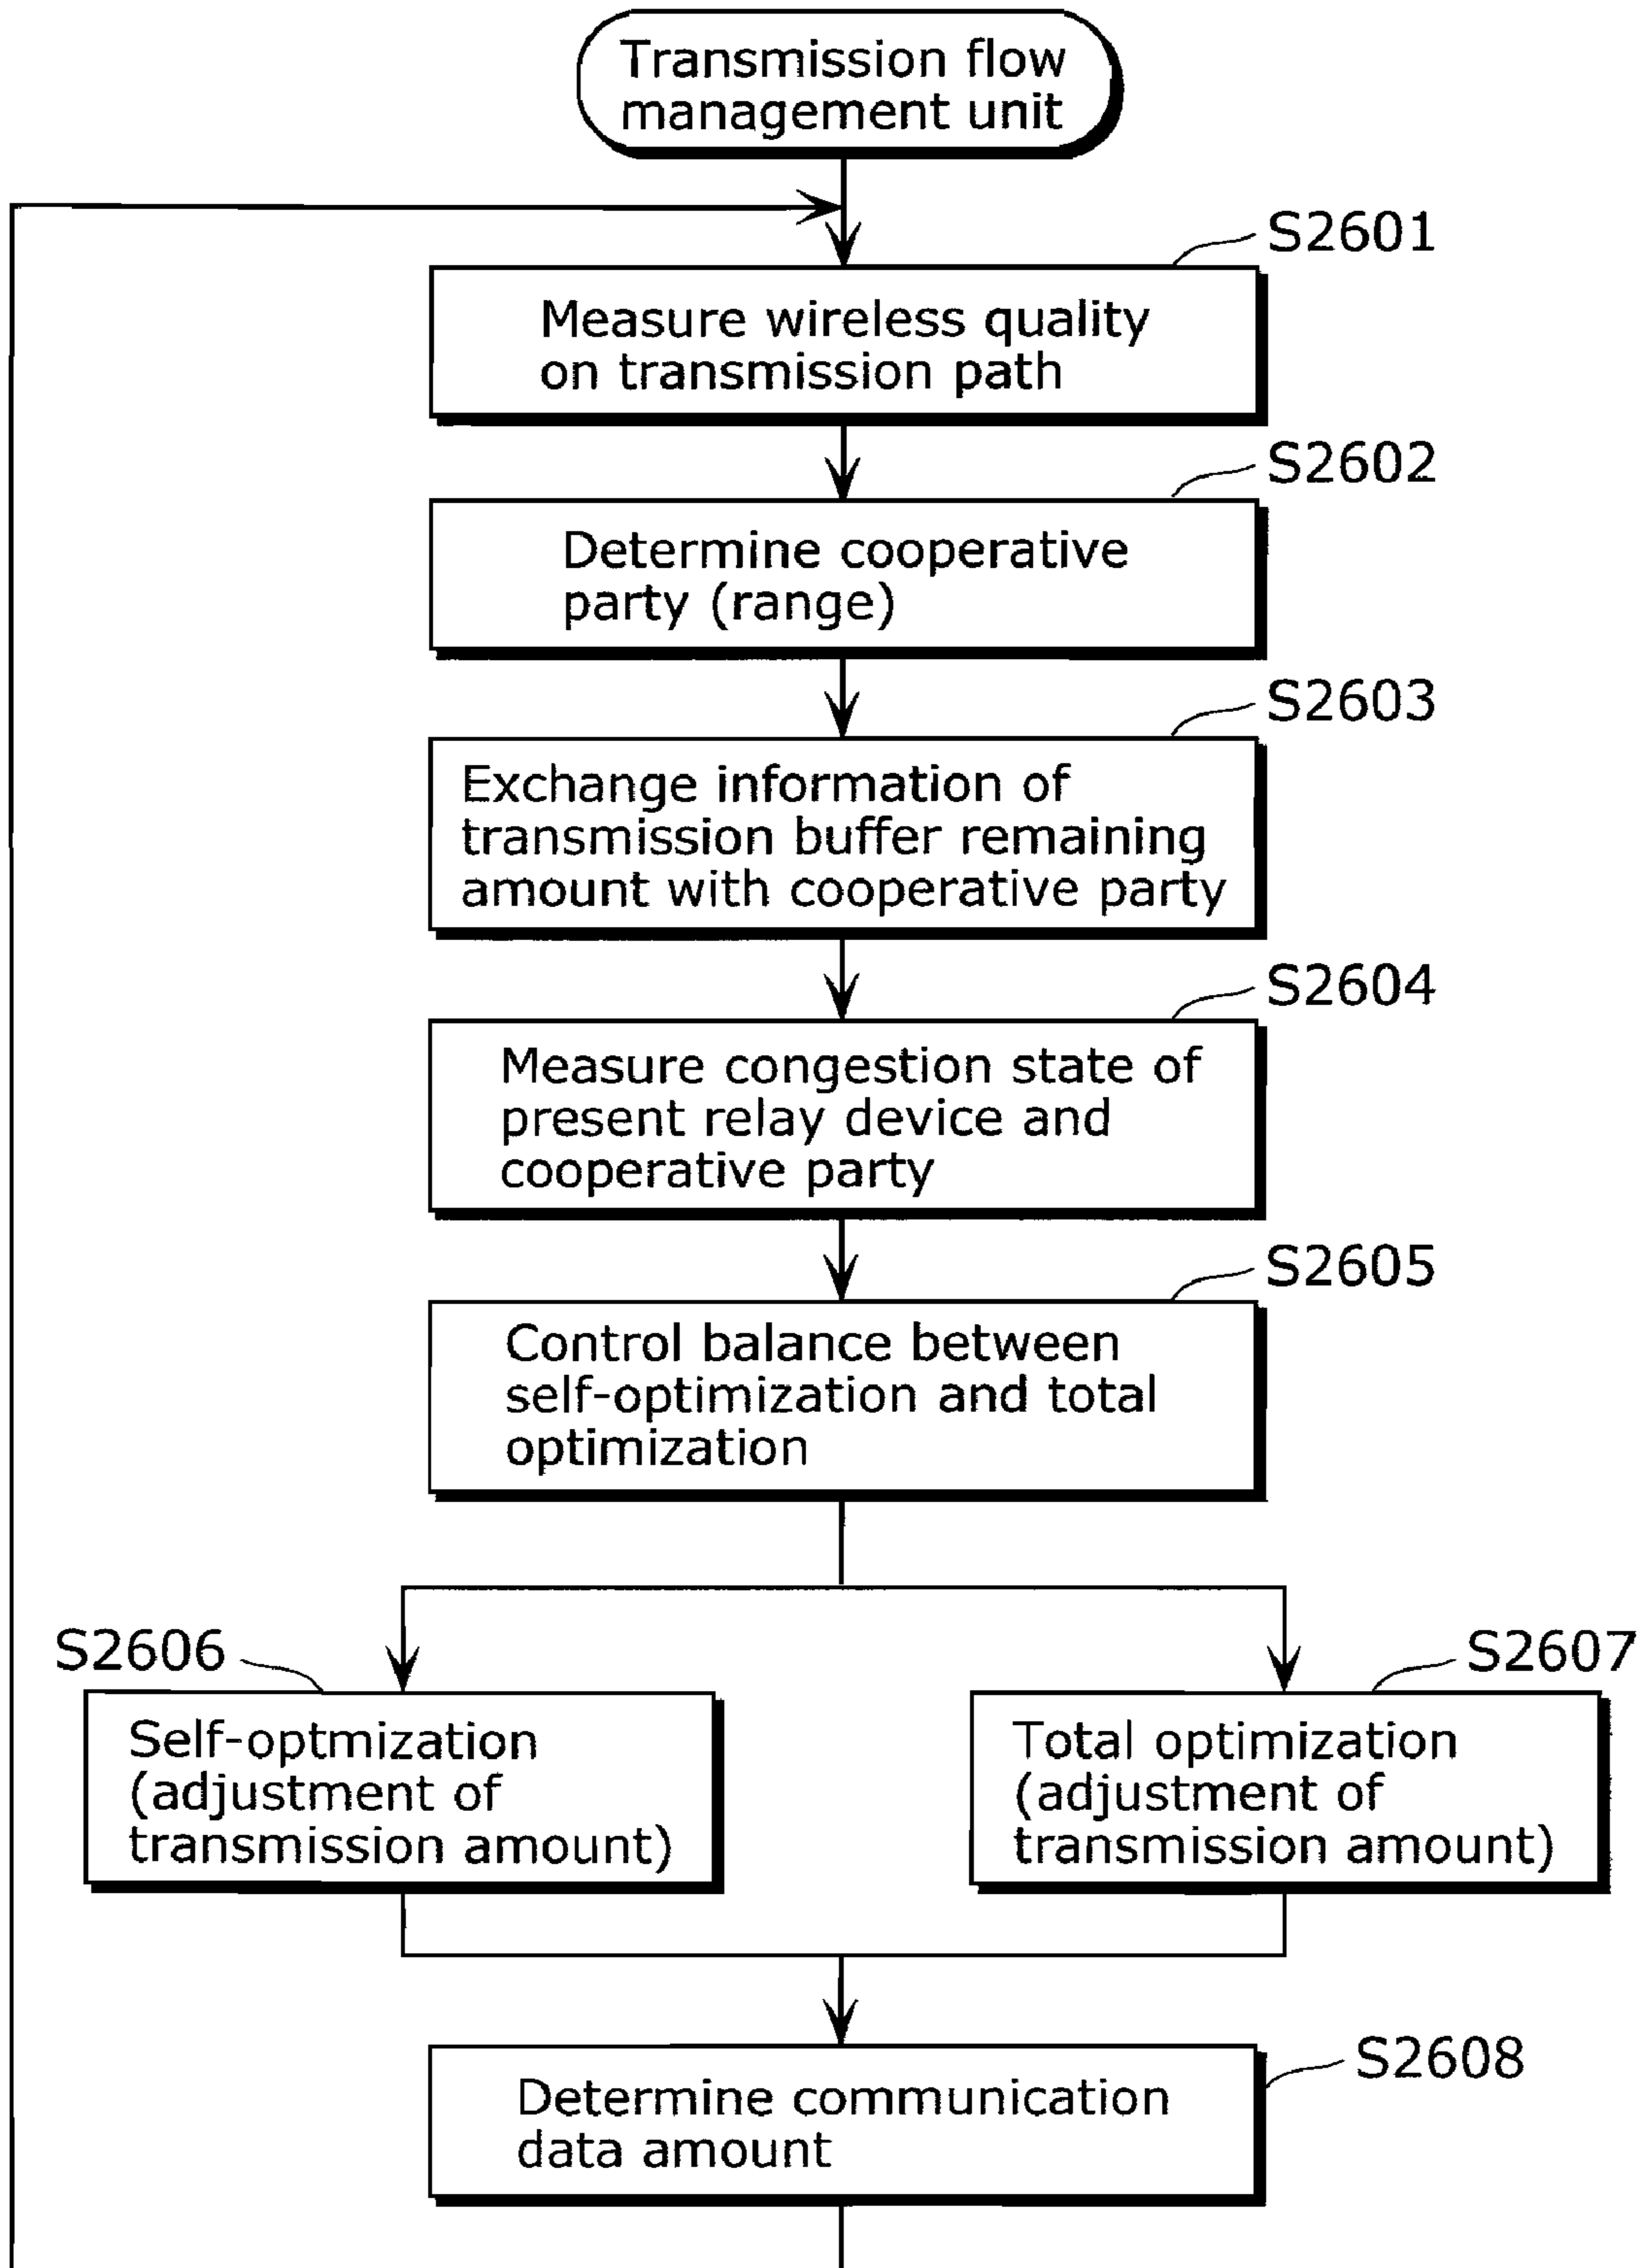 Transmission flow
management unit
S2601
Measure wireless quality
on transmission path
S2602
Determine cooperative
party (range)
S2603
Exchange information of
transmission buffer remaining
amount with cooperative party
S2604
Measure congestion state of
present relay device and
cooperative party
S2605
Control balance between
self-optimization and total
optimization
S2606
Self-optmization
(adjustment of
transmission amount)
S2607
Total optimization
(adjustment of
transmission amount)
S2608
Determine communication
data amount